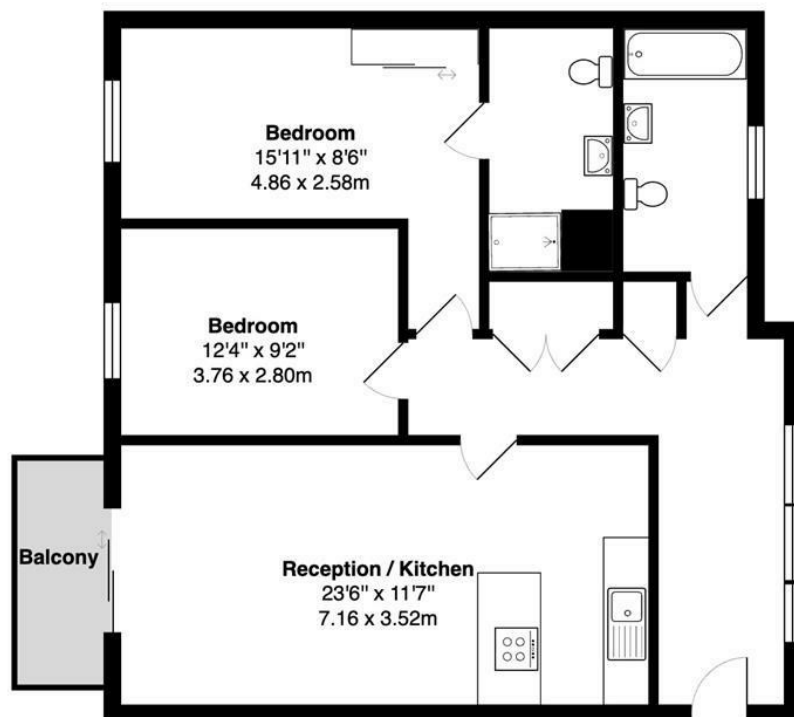 Bedroom
15'11" x 8'6"
4.86 x 2.58m
Bedroom
12'4" x 9'2"
3.76 x 2.80m
Balcony
Reception / Kitchen
23'6" x 11'7"
7.16 x 3.52m